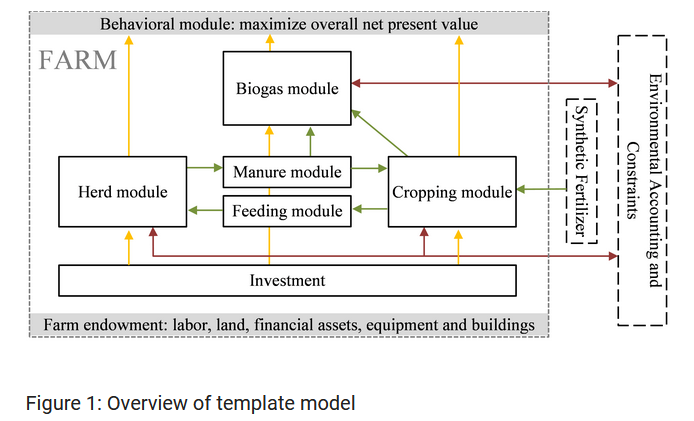 Behavioral module: maximize overall net present value
FARM
Biogas module
Herd module
Manure module
Feeding module
Cropping module
Synthetic Fertilizer
Environmental Accounting and
Constraints
Investment
Farm endowment: labor, land, financial assets, equipment and buildings
Figure 1: Overview of template model